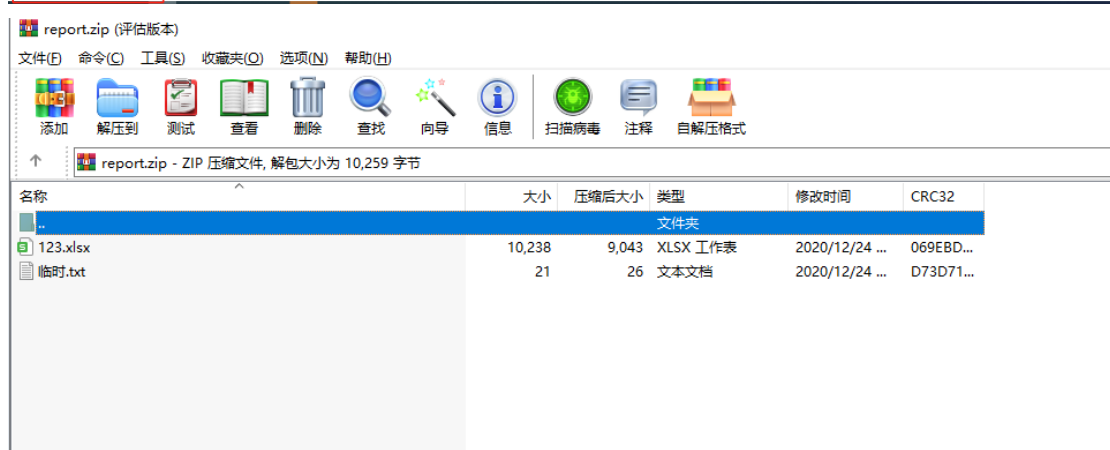 report.zip (评估版本)
文件(F) 命令(C) 工具(S) 收藏夹(O) 选项(N) 帮助(H)
添加 解压到 测试 查看 删除 查找 向导 信息 扫描病毒 注释 自解压格式
report.zip - ZIP 压缩文件, 解包大小为 10,259 字节
名称 大小 压缩后大小 类型 修改时间 CRC32
.. 文件夹
123.xlsx 10,238 9,043 XLSX 工作表 2020/12/24 ... 069EBD...
临时.txt 21 26 文本文档 2020/12/24 ... D73D71...